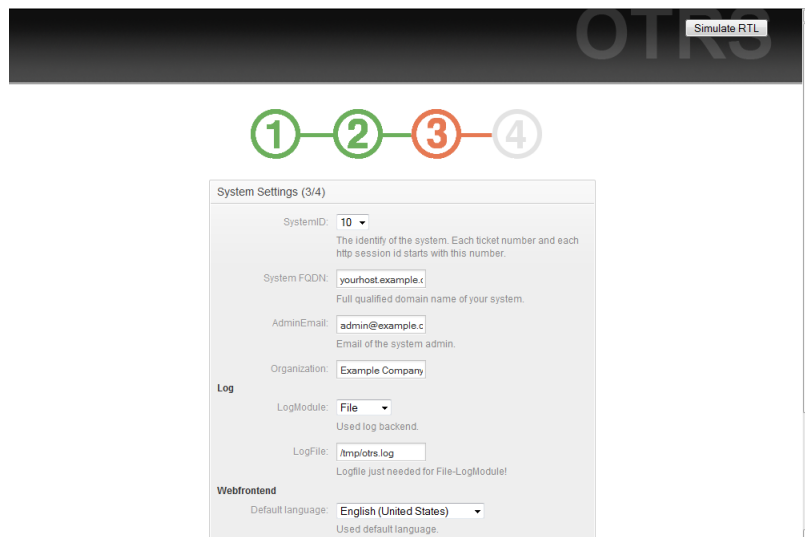 OTRS
Simulate RTL
1 2 3 4
System Settings (3/4)
SystemID: 10
The identify of the system. Each ticket number and each
http session id starts with this number.
System FQDN: yourhost.example.c
Full qualified domain name of your system.
AdminEmail: admin@example.c
Email of the system admin.
Organization: Example Company
Log
LogModule: File
Used log backend.
LogFile: /tmp/otrs.log
Logfile just needed for File-LogModule!
Webfrontend
Default language: English (United States)
Used default language.